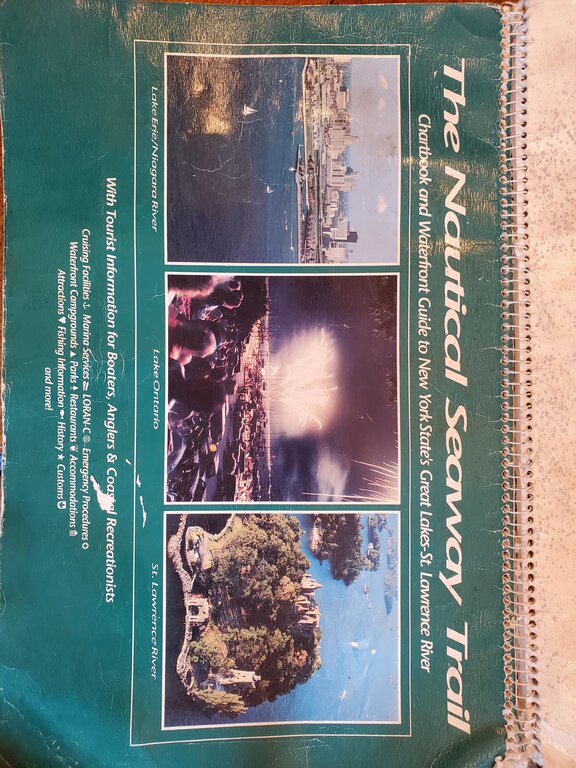 The Nautical Seaway Trail
Chartbook and Waterfront Guide to New York State's Great Lakes-St. Lawrence River
Lake Erie/Niagara River
Lake Ontario
St. Lawrence River
With Tourist Information for Boaters, Anglers & Coastal Recreationists
Cruising Facilities ⚓ Marina Services LORAN-C Emergency Procedures
Waterfront Campgrounds ▲ Parks Restaurants Accommodations
Attractions ♥ Fishing Information History ★ Customs
and more!